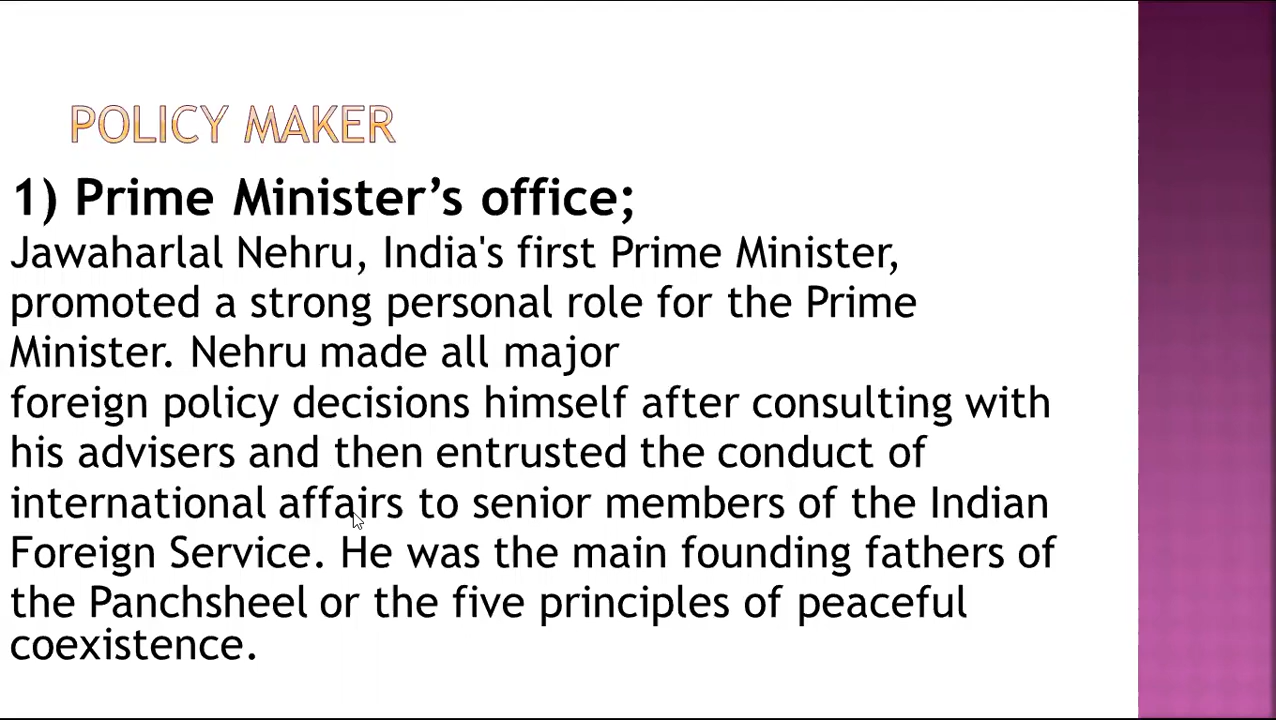 POLICY MAKER
1) Prime Minister’s office;
Jawaharlal Nehru, India's first Prime Minister,
promoted a strong personal role for the Prime
Minister. Nehru made all major
foreign policy decisions himself after consulting with
his advisers and then entrusted the conduct of
international affairs to senior members of the Indian
Foreign Service. He was the main founding fathers of
the Panchsheel or the five principles of peaceful
coexistence.